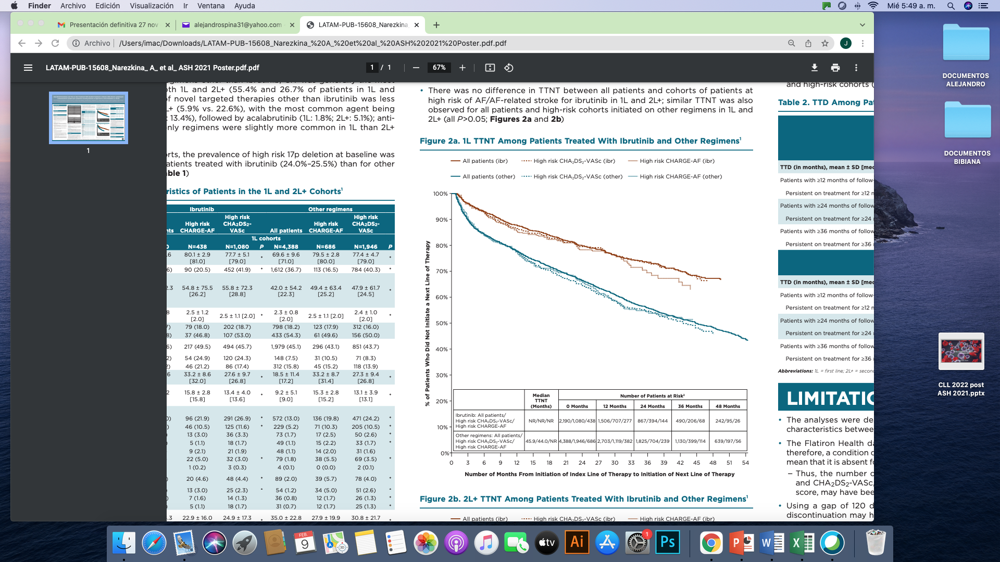 Finder Archivo Edición Visualización Ir Ventana Ayuda Mié 5:49 a. m.
Presentación definitiva 27 nov
alejandrospina31@yahoo.com
LATAM-PUB-15608_Narezkina_
Archivo /Users/imac/Downloads/LATAM-PUB-15608_Narezkina_%20A_%20et%20al_%20ASH%202021%20Poster.pdf.pdf
J
LATAM-PUB-15608_Narezkina_ A_ et al_ ASH 2021 Poster.pdf.pdf
1 / 1
67%
1
oth 1L and 2L+ (55.4% and 26.7% of patients in 1L and
of novel targeted therapies other than ibrutinib was less
L+ (5.9% vs. 22.6%), with the most common agent being
: 13.4%), followed by acalabrutinib (1L: 1.8%; 2L+: 5.1%); anti-
only regimens were slightly more common in 1L than 2L+
orts, the prevalence of high risk 17p deletion at baseline was
atients treated with ibrutinib (24.0%–25.5%) than for other
ble 1)
ristics of Patients in the 1L and 2L+ Cohorts¹
Ibrutinib Other regimens
nts High risk CHARGE-AF High risk CHA₂DS₂-VASc All patients High risk CHARGE-AF High risk CHA₂DS₂-VASc
1L cohorts
0 N=438 N=1,080 P N=4,388 N=686 N=1,946 P
.6 80.1 ± 2.9 [81.0] 77.7 ± 5.1 [79.0] * 69.6 ± 9.6 [71.0] 79.5 ± 2.8 [80.0] 77.4 ± 4.7 [79.0] *
6) 90 (20.5) 452 (41.9) * 1,612 (36.7) 113 (16.5) 784 (40.3) *
2.3 54.8 ± 75.5 [26.2] 55.8 ± 72.3 [28.8] 42.0 ± 54.2 [22.3] 49.4 ± 63.4 [25.2] 47.9 ± 61.7 [24.5] *
8 2.5 ± 1.2 [2.0] 2.5 ± 1.1 [2.0] * 2.3 ± 0.8 [2.0] 2.5 ± 1.1 [2.0] 2.4 ± 1.0 [2.0] *
7) 79 (18.0) 202 (18.7) 798 (18.2) 123 (17.9) 312 (16.0)
8) 37 (46.8) 107 (53.0) 433 (54.3) 61 (49.6) 156 (50.0)
6) 217 (49.5) 494 (45.7) 1,979 (45.1) 296 (43.1) 851 (43.7)
2) 54 (24.9) 120 (24.3) 148 (7.5) 31 (10.5) 71 (8.3)
2) 46 (21.2) 86 (17.4) 312 (15.8) 45 (15.2) 118 (13.9)
6 33.2 ± 8.6 [32.0] 27.6 ± 9.7 [26.8] * 18.5 ± 11.4 [17.2] 33.2 ± 8.7 [31.4] 27.3 ± 9.4 [26.8] *
2 15.8 ± 2.8 [15.8] 13.4 ± 4.0 [13.6] * 9.2 ± 5.1 [9.0] 15.3 ± 2.8 [15.2] 13.1 ± 3.9 [13.1] *
0) 96 (21.9) 291 (26.9) * 572 (13.0) 136 (19.8) 471 (24.2) *
) 46 (10.5) 125 (11.6) * 229 (5.2) 71 (10.3) 205 (10.5) *
13 (3.0) 36 (3.3) 73 (1.7) 17 (2.5) 50 (2.6) *
5 (1.1) 18 (1.7) 49 (1.1) 15 (2.2) 33 (1.7) *
9 (2.1) 21 (1.9) 48 (1.1) 14 (2.0) 31 (1.6)
22 (5.0) 32 (3.0) * 79 (1.8) 38 (5.5) 69 (3.5) *
1 (0.2) 3 (0.3) 4 (0.1) 0 (0.0) 2 (0.1)
) 20 (4.6) 48 (4.4) * 89 (2.0) 39 (5.7) 78 (4.0) *
) 13 (3.0) 25 (2.3) * 54 (1.2) 34 (5.0) 51 (2.6) *
) 7 (1.6) 14 (1.3) 36 (0.8) 12 (1.7) 26 (1.3) *
5 (1.1) 18 (1.7) 31 (0.7) 12 (1.7) 25 (1.3) *
.3 22.9 ± 16.0 24.9 ± 17.3 * 35.0 ± 22.8 27.9 ± 19.9 30.8 ± 21.7 *
• There was no difference in TTNT between all patients and cohorts of patients at
high risk of AF/AF-related stroke for ibrutinib in 1L and 2L+; similar TTNT was also
observed for all patients and high-risk cohorts initiated on other regimens in 1L and
2L+ (all P>0.05; Figures 2a and 2b)
Figure 2a. 1L TTNT Among Patients Treated With Ibrutinib and Other Regimens¹
All patients (ibr) High risk CHA₂DS₂-VASc (ibr) High risk CHARGE-AF (ibr)
All patients (other) High risk CHA₂DS₂-VASc (other) High risk CHARGE-AF (other)
% of Patients Who Did Not Initiate a Next Line of Therapy
100%
90%
80%
70%
60%
50%
40%
30%
20%
10%
0%
Median TTNT (Months) Number of Patients at Risk²
0 Months 12 Months 24 Months 36 Months 48 Months
Ibrutinib: All patients/ High risk CHA₂DS₂-VASc/ High risk CHARGE-AF NR/NR/NR 2,190/1,080/438 1,506/707/277 867/394/144 490/206/68 242/95/26
Other regimens: All patients/ High risk CHA₂DS₂-VASc/ High risk CHARGE-AF 45.9/44.0/NR 4,388/1,946/686 2,703/1,119/382 1,825/704/239 1,130/399/114 639/197/56
0 3 6 9 12 15 18 21 24 27 30 33 36 39 42 45 48 51 54
Number of Months From Initiation of Index Line of Therapy to Initiation of Next Line of Therapy
Figure 2b. 2L+ TTNT Among Patients Treated With Ibrutinib and Other Regimens¹
All patients (ibr) High risk CHA₂DS₂-VASc (ibr) High risk CHARGE-AF (ibr)
and high-risk cohorts (
Table 2. TTD Among Pat
TTD (in months), mean ± SD [med
Patients with ≥12 months of follow-
Persistent on treatment for ≥12 m
Patients with ≥24 months of follow
Persistent on treatment for ≥24
Patients with ≥36 months of follow
Persistent on treatment for ≥36
TTD (in months), mean ± SD [med
Patients with ≥12 months of follow
Persistent on treatment for ≥12
Patients with ≥24 months of follow
Persistent on treatment for ≥24
Patients with ≥36 months of follow
Persistent on treatment for ≥36
Abbreviations: 1L = first line; 2L+ = second
LIMITATIO
• The analyses were de
characteristics betwee
• The Flatiron Health da
therefore, a condition o
mean that it is absent fo
– Thus, the number o
and CHA₂DS₂-VASc,
score, may have bee
• Using a gap of 120 d
discontinuation may h
DOCUMENTOS
ALEJANDRO
DOCUMENTOS
BIBIANA
CLL 2022 post
ASH 2021.pptx
FEB.
9
3D
tv
Ai
1
Ps
P
W
X